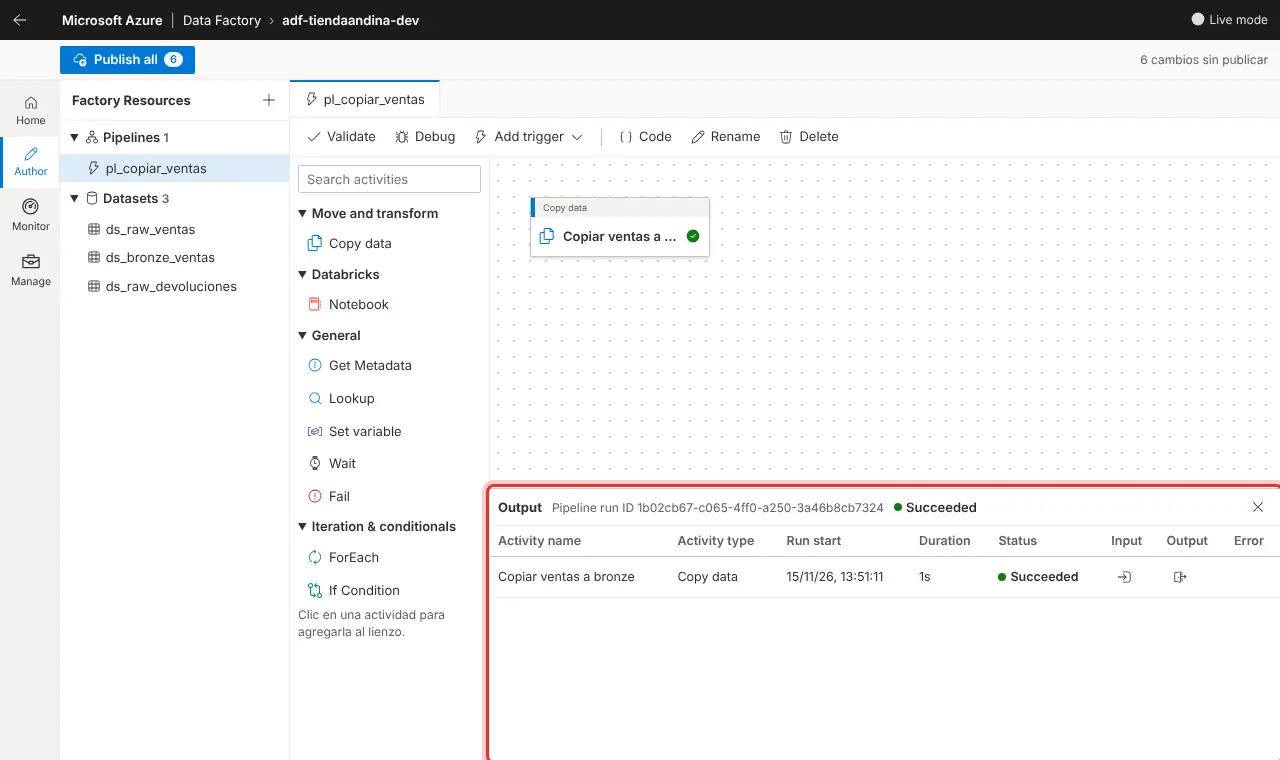 Microsoft Azure | Data Factory › adf-tiendaandina-dev
Live mode
Publish all 6
6 cambios sin publicar
Home
Author
Monitor
Manage
Factory Resources
Pipelines 1
pl_copiar_ventas
Datasets 3
ds_raw_ventas
ds_bronze_ventas
ds_raw_devoluciones
pl_copiar_ventas
Validate Debug Add trigger Code Rename Delete
Search activities
Move and transform
Copy data
Databricks
Notebook
General
Get Metadata
Lookup
Set variable
Wait
Fail
Iteration & conditionals
ForEach
If Condition
Clic en una actividad para
agregarla al lienzo.
Copy data
Copiar ventas a ...
Output Pipeline run ID 1b02cb67-c065-4ff0-a250-3a46b8cb7324 Succeeded
Activity name Activity type Run start Duration Status Input Output Error
Copiar ventas a bronze Copy data 15/11/26, 13:51:11 1s Succeeded